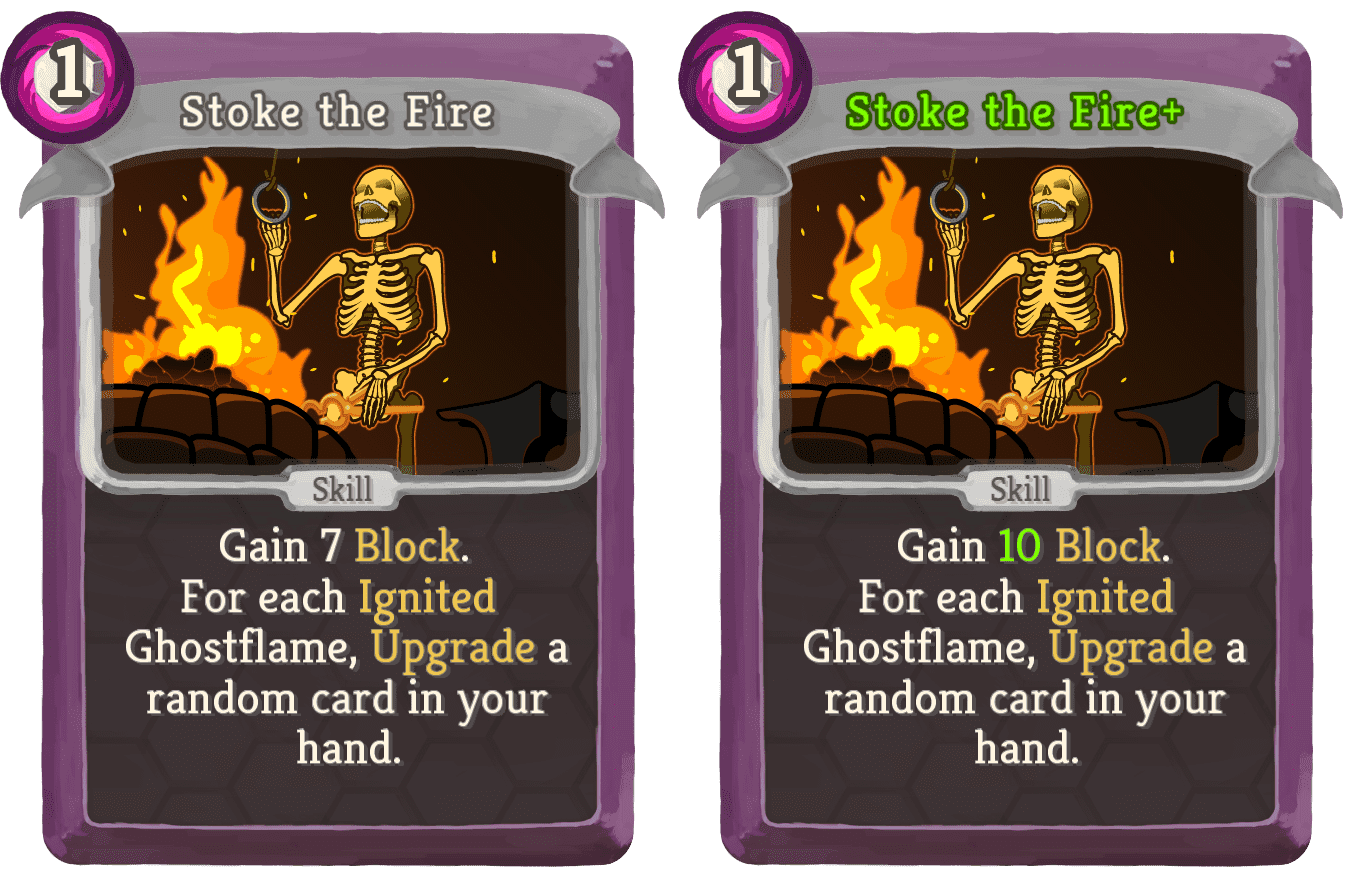 1
Stoke the Fire
Skill
Gain 7 Block.
For each Ignited
Ghostflame, Upgrade a
random card in your
hand.
1
Stoke the Fire+
Skill
Gain 10 Block.
For each Ignited
Ghostflame, Upgrade a
random card in your
hand.